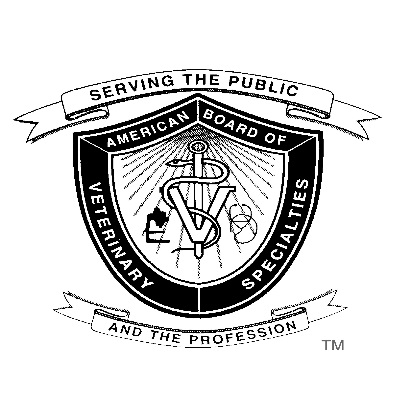 SERVING THE PUBLIC
AMERICAN BOARD OF
VETERINARY SPECIALTIES
V
AND THE PROFESSION
TM